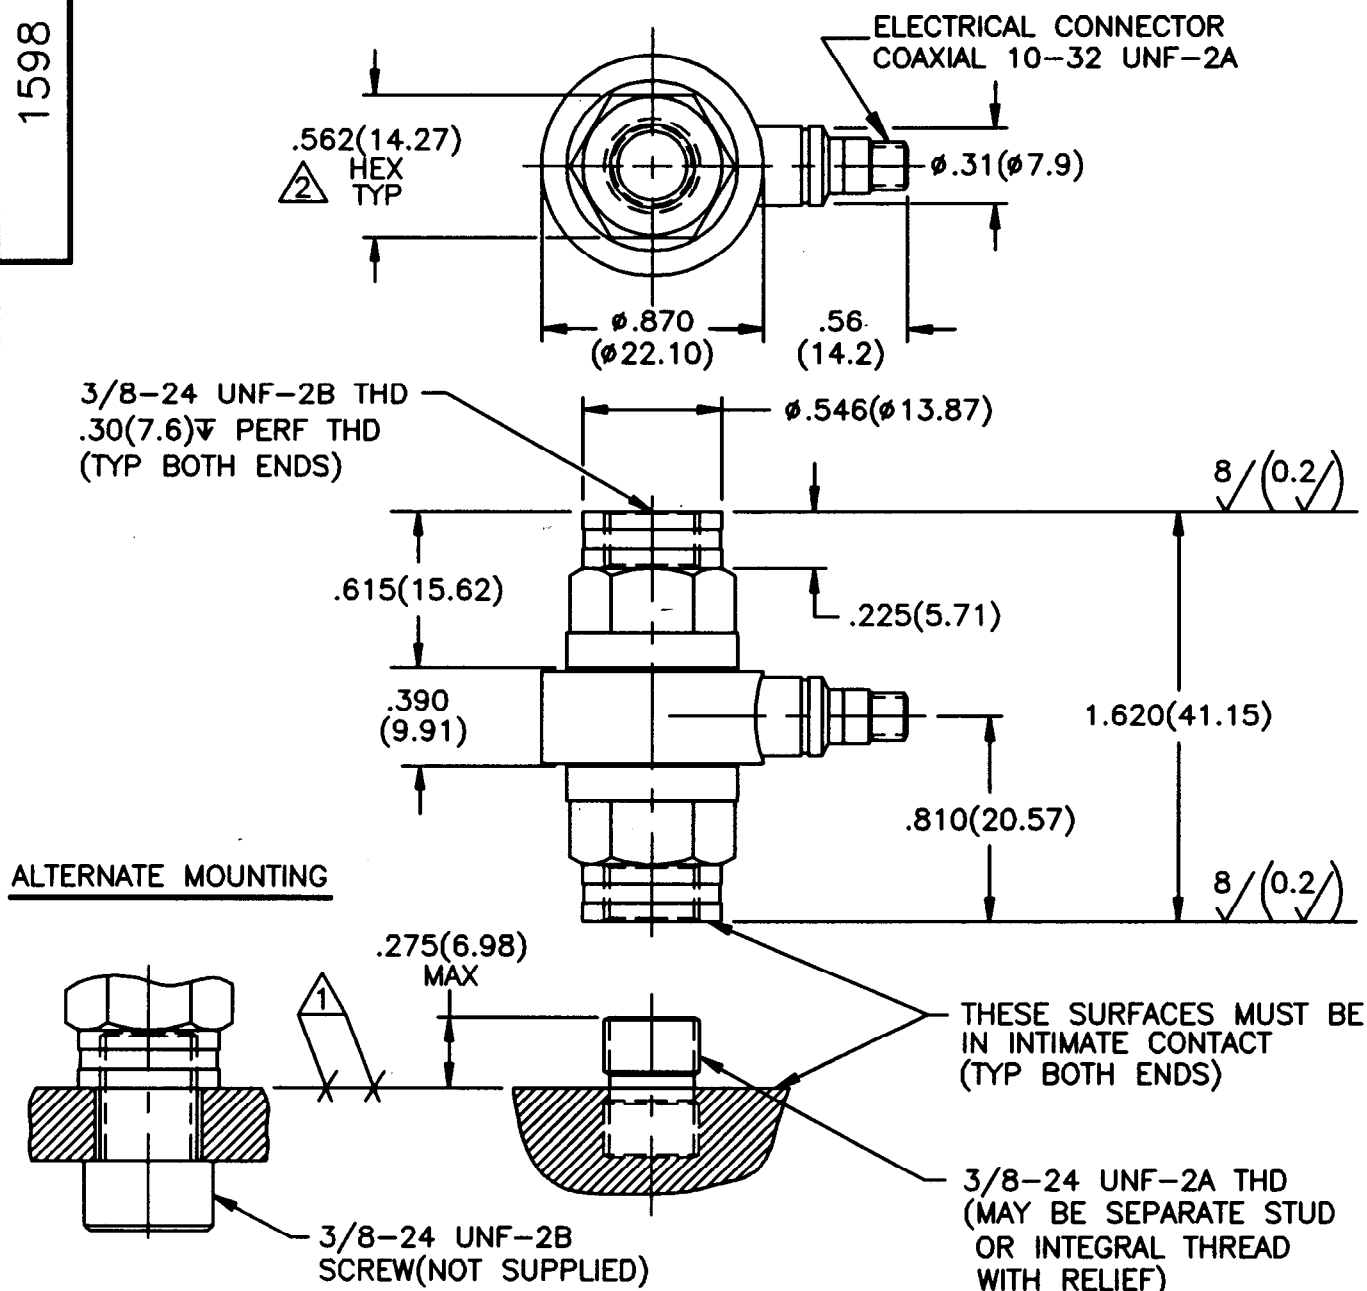 1598
ELECTRICAL CONNECTOR
COAXIAL 10-32 UNF-2A
.562(14.27)
HEX
2 TYP
ø.31(ø7.9)
ø.870
(ø22.10)
.56
(14.2)
3/8-24 UNF-2B THD
.30(7.6)↧ PERF THD
(TYP BOTH ENDS)
ø.546(ø13.87)
8/(0.2/)
.615(15.62)
.225(5.71)
.390
(9.91)
1.620(41.15)
.810(20.57)
8/(0.2/)
ALTERNATE MOUNTING
.275(6.98)
MAX
1
THESE SURFACES MUST BE
IN INTIMATE CONTACT
(TYP BOTH ENDS)
3/8-24 UNF-2A THD
(MAY BE SEPARATE STUD
OR INTEGRAL THREAD
WITH RELIEF)
3/8-24 UNF-2B
SCREW(NOT SUPPLIED)